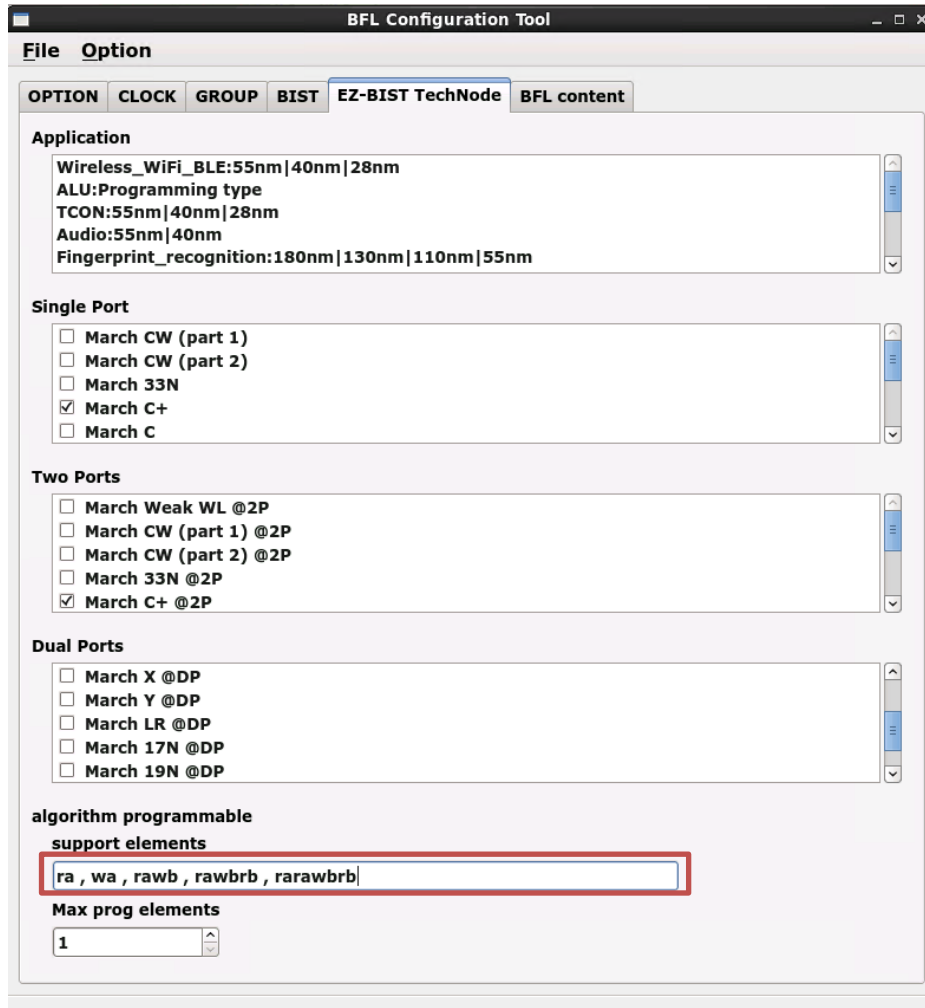 BFL Configuration Tool
File Option
OPTION CLOCK GROUP BIST EZ-BIST TechNode BFL content
Application
Wireless_WiFi_BLE:55nm|40nm|28nm
ALU:Programming type
TCON:55nm|40nm|28nm
Audio:55nm|40nm
Fingerprint_recognition:180nm|130nm|110nm|55nm
Single Port
March CW (part 1)
March CW (part 2)
March 33N
March C+
March C
Two Ports
March Weak WL @2P
March CW (part 1) @2P
March CW (part 2) @2P
March 33N @2P
March C+ @2P
Dual Ports
March X @DP
March Y @DP
March LR @DP
March 17N @DP
March 19N @DP
algorithm programmable
support elements
ra , wa , rawb , rawbrb , rarawbrb
Max prog elements
1